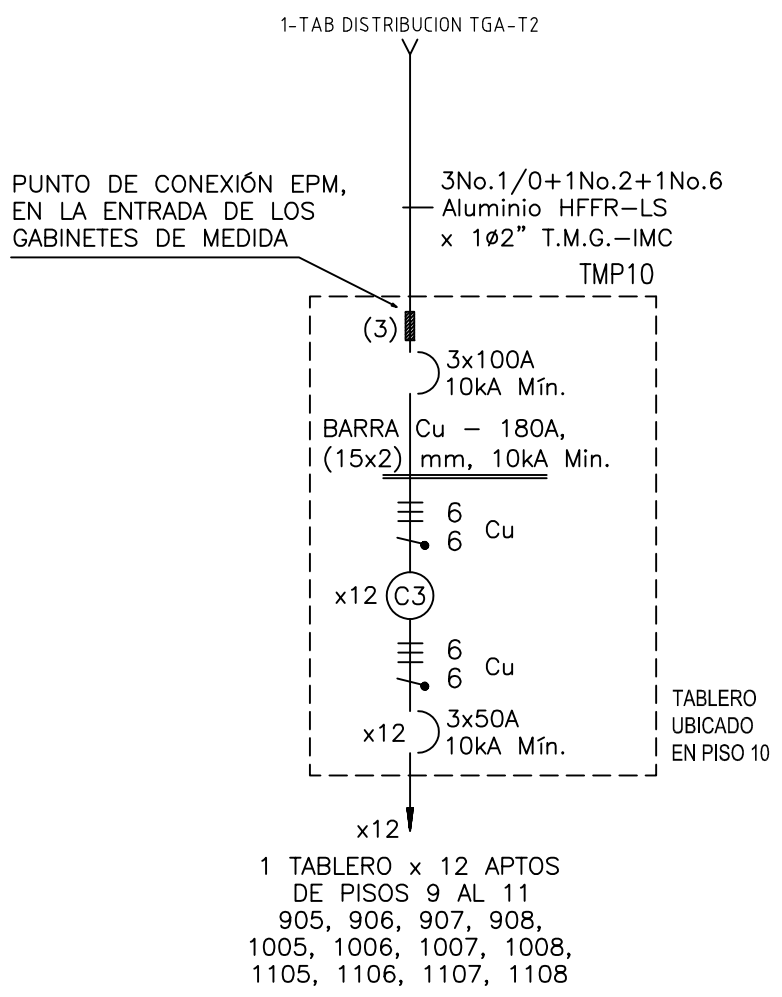 1-TAB DISTRIBUCION TGA-T2
PUNTO DE CONEXIÓN EPM,
EN LA ENTRADA DE LOS
GABINETES DE MEDIDA
3No.1/0+1No.2+1No.6
Aluminio HFFR-LS
x 1ø2" T.M.G.-IMC
TMP10
(3)
3x100A
10kA Mín.
BARRA Cu - 180A,
(15x2) mm, 10kA Min.
6
6 Cu
x12 C3
6
6 Cu
x12
3x50A
10kA Mín.
TABLERO
UBICADO
EN PISO 10
x12
1 TABLERO x 12 APTOS
DE PISOS 9 AL 11
905, 906, 907, 908,
1005, 1006, 1007, 1008,
1105, 1106, 1107, 1108